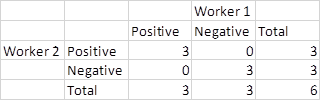 Worker 1
Positive Negative Total
Worker 2 Positive 3 0 3
Negative 0 3 3
Total 3 3 6